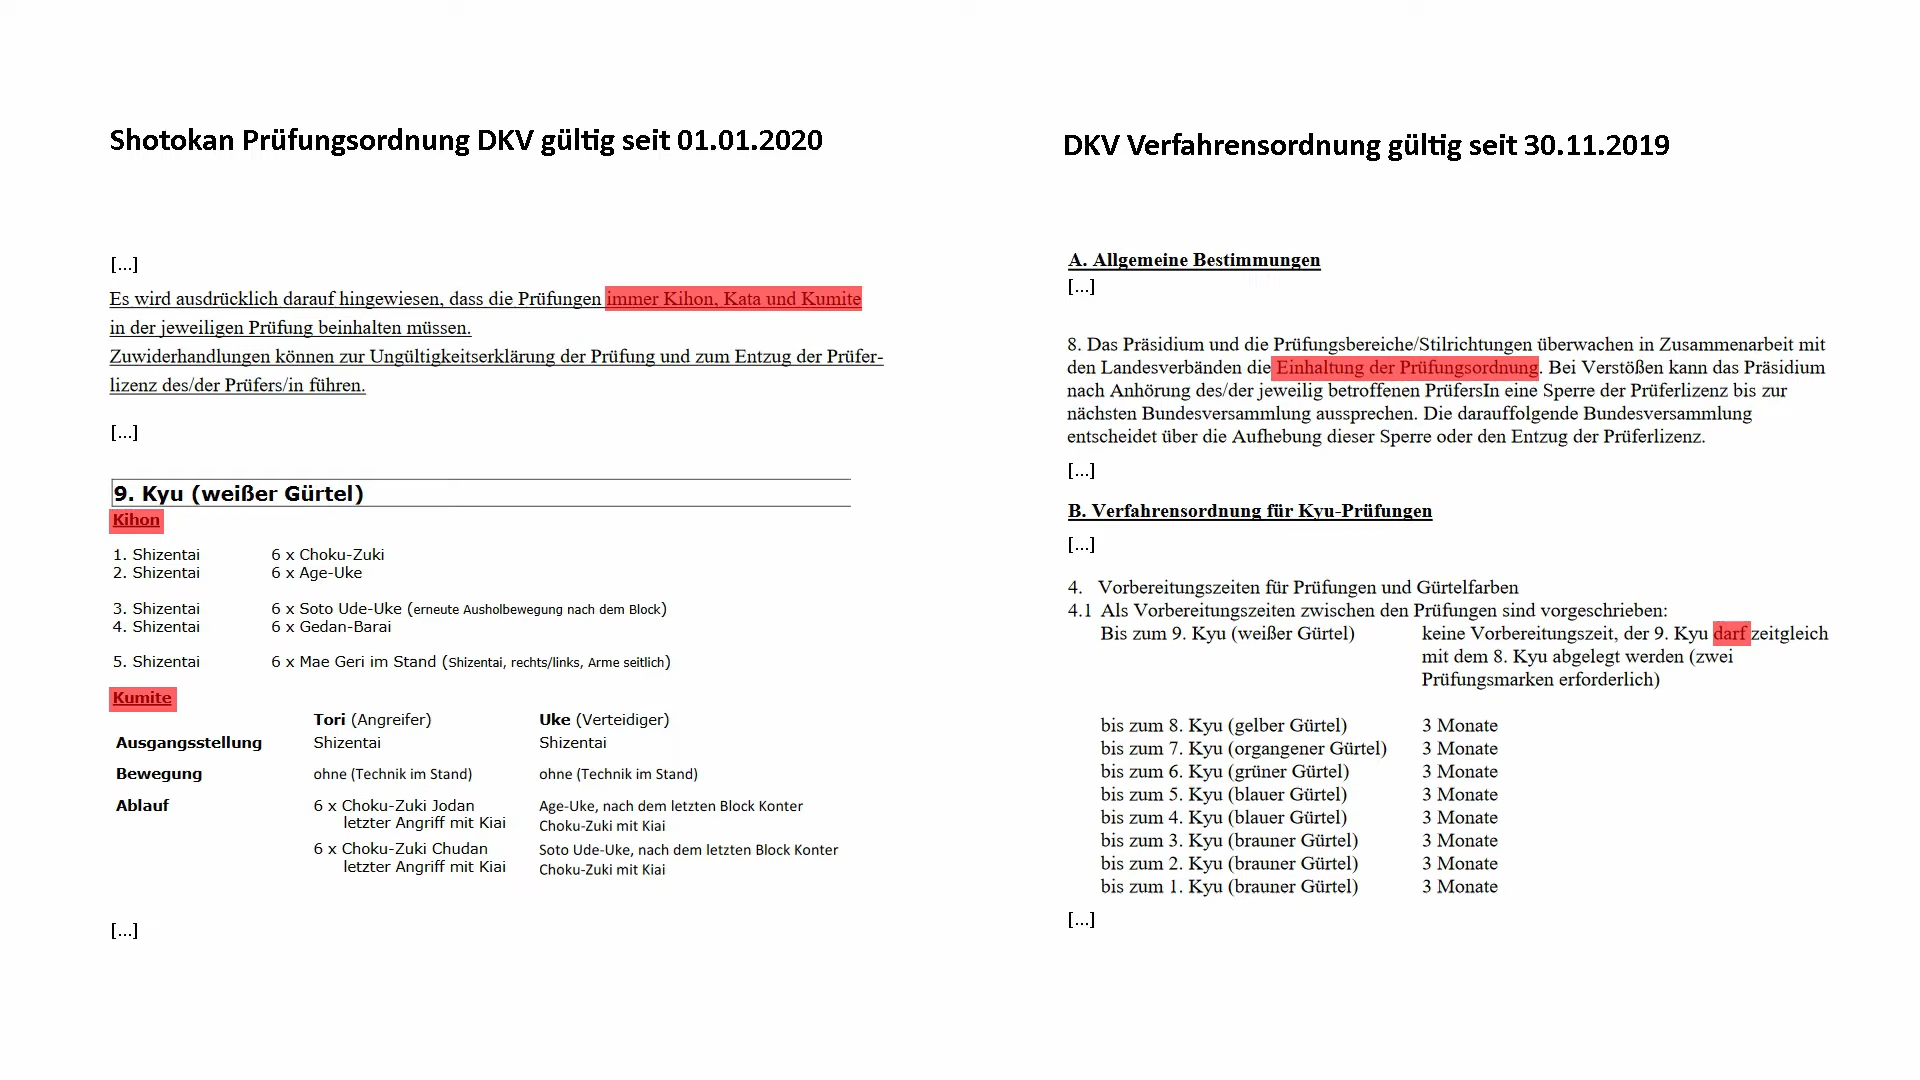 Shotokan Prüfungsordnung DKV gültig seit 01.01.2020
[...]
Es wird ausdrücklich darauf hingewiesen, dass die Prüfungen immer Kihon, Kata und Kumite
in der jeweiligen Prüfung beinhalten müssen.
Zuwiderhandlungen können zur Ungültigkeitserklärung der Prüfung und zum Entzug der Prüfer-
lizenz des/der Prüfers/in führen.
[...]
9. Kyu (weißer Gürtel)
Kihon
1. Shizentai 6 x Choku-Zuki
2. Shizentai 6 x Age-Uke
3. Shizentai 6 x Soto Ude-Uke (erneute Ausholbewegung nach dem Block)
4. Shizentai 6 x Gedan-Barai
5. Shizentai 6 x Mae Geri im Stand (Shizentai, rechts/links, Arme seitlich)
Kumite
Tori (Angreifer) Uke (Verteidiger)
Ausgangsstellung Shizentai Shizentai
Bewegung ohne (Technik im Stand) ohne (Technik im Stand)
Ablauf 6 x Choku-Zuki Jodan Age-Uke, nach dem letzten Block Konter
letzter Angriff mit Kiai Choku-Zuki mit Kiai
6 x Choku-Zuki Chudan Soto Ude-Uke, nach dem letzten Block Konter
letzter Angriff mit Kiai Choku-Zuki mit Kiai
[...]
DKV Verfahrensordnung gültig seit 30.11.2019
A. Allgemeine Bestimmungen
[...]
8. Das Präsidium und die Prüfungsbereiche/Stilrichtungen überwachen in Zusammenarbeit mit
den Landesverbänden die Einhaltung der Prüfungsordnung. Bei Verstößen kann das Präsidium
nach Anhörung des/der jeweilig betroffenen PrüfersIn eine Sperre der Prüferlizenz bis zur
nächsten Bundesversammlung aussprechen. Die darauffolgende Bundesversammlung
entscheidet über die Aufhebung dieser Sperre oder den Entzug der Prüferlizenz.
[...]
B. Verfahrensordnung für Kyu-Prüfungen
[...]
4. Vorbereitungszeiten für Prüfungen und Gürtelfarben
4.1 Als Vorbereitungszeiten zwischen den Prüfungen sind vorgeschrieben:
Bis zum 9. Kyu (weißer Gürtel) keine Vorbereitungszeit, der 9. Kyu darf zeitgleich
mit dem 8. Kyu abgelegt werden (zwei
Prüfungsmarken erforderlich)
bis zum 8. Kyu (gelber Gürtel) 3 Monate
bis zum 7. Kyu (organgener Gürtel) 3 Monate
bis zum 6. Kyu (grüner Gürtel) 3 Monate
bis zum 5. Kyu (blauer Gürtel) 3 Monate
bis zum 4. Kyu (blauer Gürtel) 3 Monate
bis zum 3. Kyu (brauner Gürtel) 3 Monate
bis zum 2. Kyu (brauner Gürtel) 3 Monate
bis zum 1. Kyu (brauner Gürtel) 3 Monate
[...]